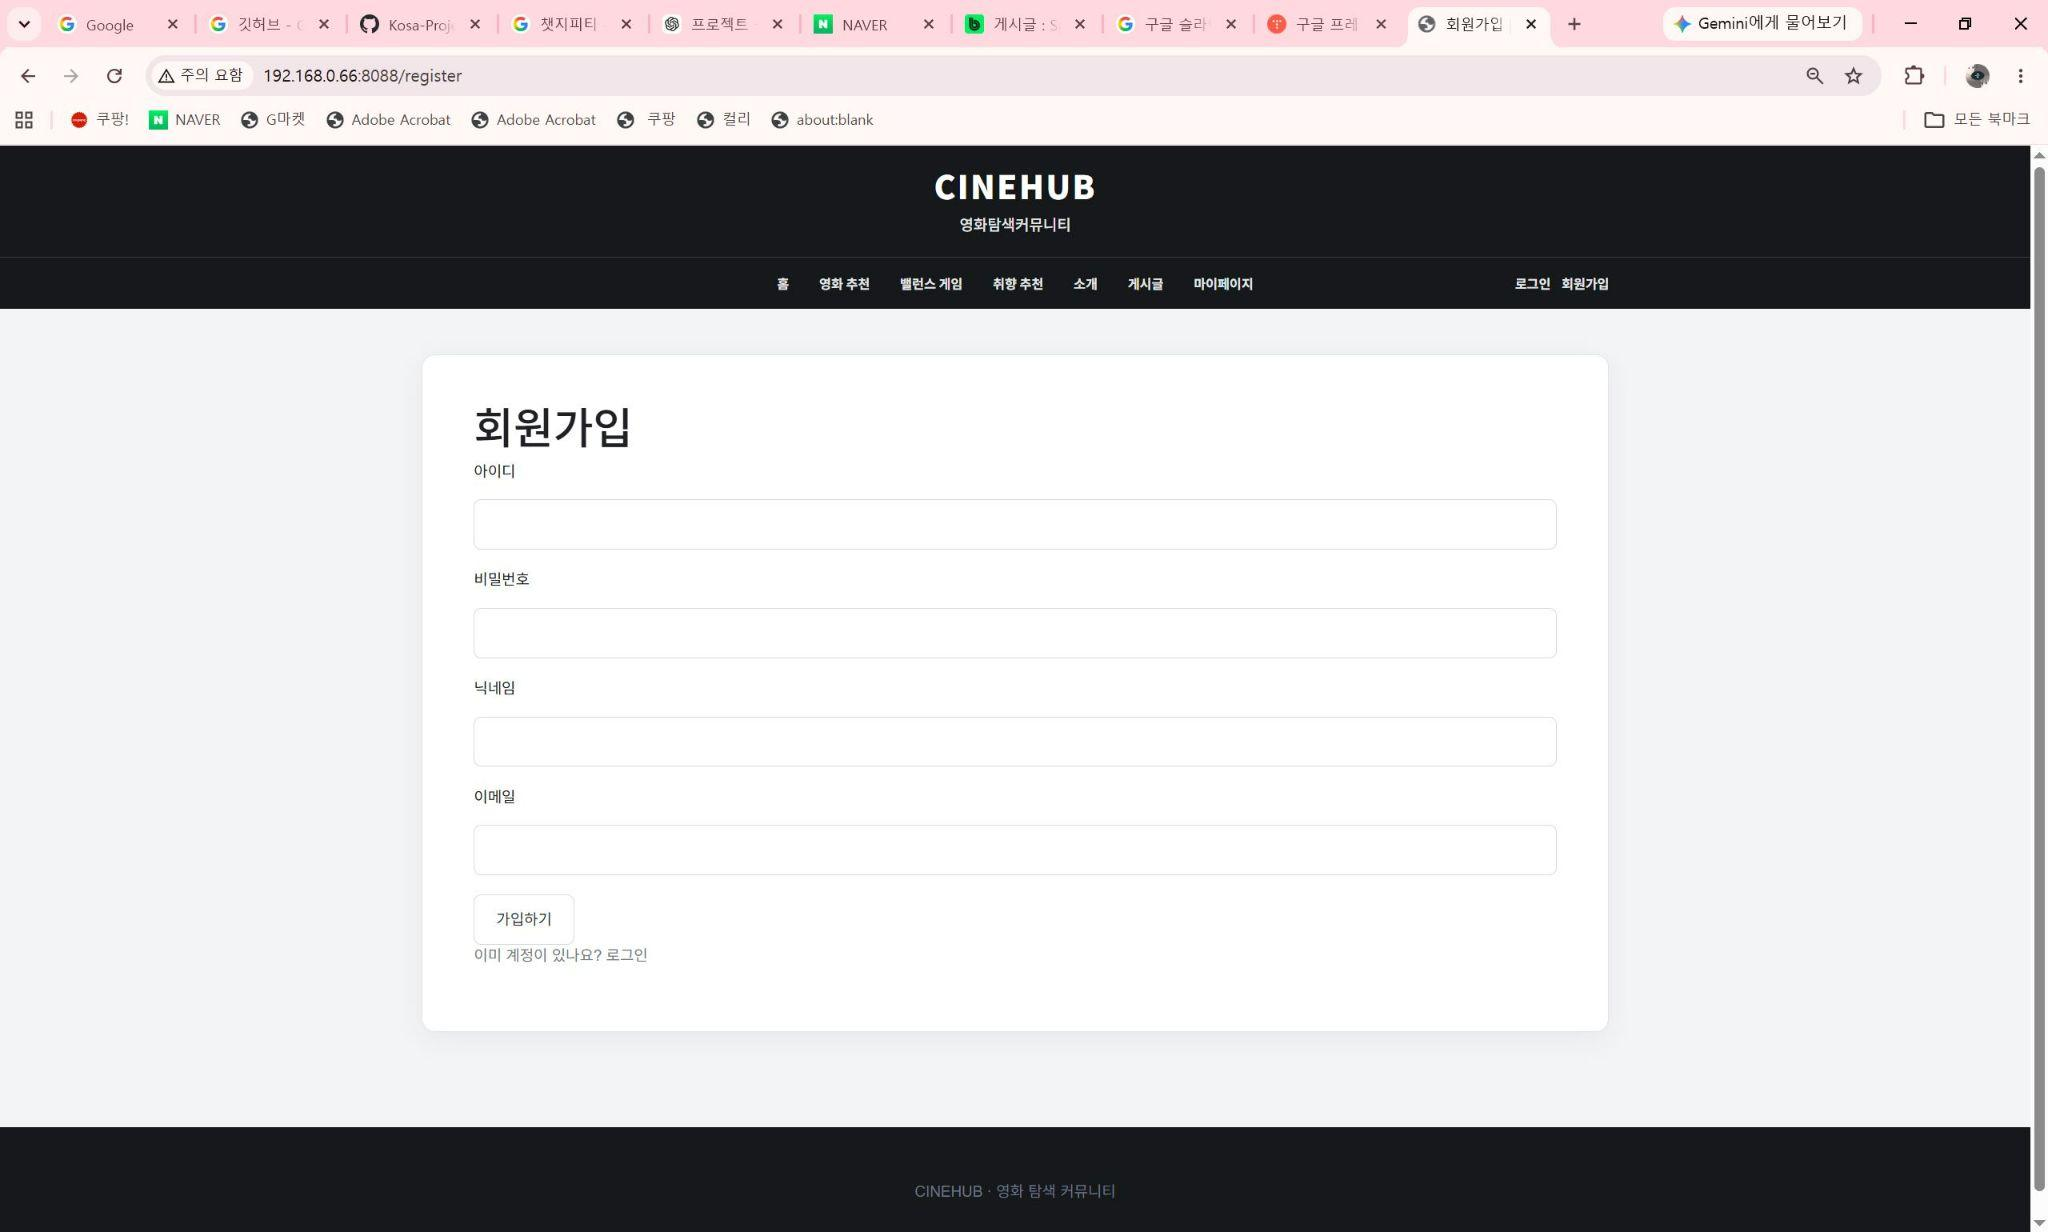 Google
깃허브 - G
Kosa-Proj
챗지피티
프로젝트
NAVER
게시글 : S
구글 슬라
구글 프레
회원가입
Gemini에게 물어보기
주의 요함
192.168.0.66:8088/register
쿠팡!
NAVER
G마켓
Adobe Acrobat
Adobe Acrobat
쿠팡
컬리
about:blank
모든 북마크
CINEHUB
영화탐색커뮤니티
홈 영화 추천 밸런스 게임 취향 추천 소개 게시글 마이페이지 로그인 회원가입
회원가입
아이디
비밀번호
닉네임
이메일
가입하기
이미 계정이 있나요? 로그인
CINEHUB · 영화 탐색 커뮤니티